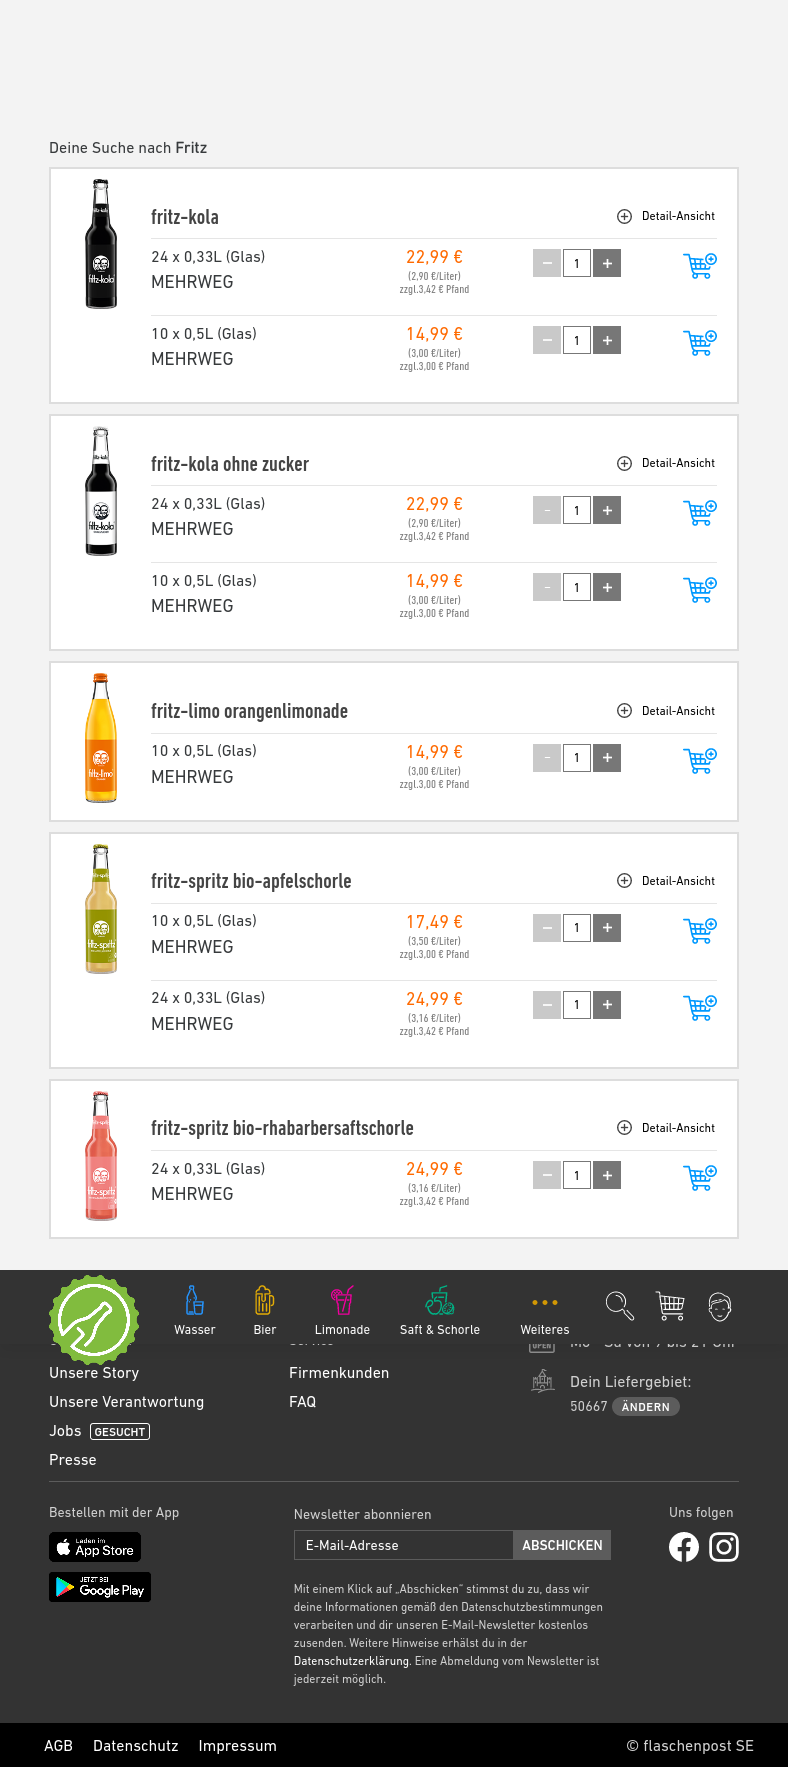 Deine Suche nach Fritz
fritz-kola
Detail-Ansicht
24 x 0,33L (Glas)
MEHRWEG
22,99 €
(2,90 €/Liter)
zzgl.3,42 € Pfand
1
10 x 0,5L (Glas)
MEHRWEG
14,99 €
(3,00 €/Liter)
zzgl.3,00 € Pfand
1
fritz-kola
fritz-kola ohne zucker
Detail-Ansicht
24 x 0,33L (Glas)
MEHRWEG
22,99 €
(2,90 €/Liter)
zzgl.3,42 € Pfand
1
10 x 0,5L (Glas)
MEHRWEG
14,99 €
(3,00 €/Liter)
zzgl.3,00 € Pfand
1
fritz-kola
fritz-limo orangenlimonade
Detail-Ansicht
10 x 0,5L (Glas)
MEHRWEG
14,99 €
(3,00 €/Liter)
zzgl.3,00 € Pfand
1
fritz-limo
fritz-spritz bio-apfelschorle
Detail-Ansicht
10 x 0,5L (Glas)
MEHRWEG
17,49 €
(3,50 €/Liter)
zzgl.3,00 € Pfand
1
24 x 0,33L (Glas)
MEHRWEG
24,99 €
(3,16 €/Liter)
zzgl.3,42 € Pfand
1
fritz-spritz
fritz-spritz bio-rhabarbersaftschorle
Detail-Ansicht
24 x 0,33L (Glas)
MEHRWEG
24,99 €
(3,16 €/Liter)
zzgl.3,42 € Pfand
1
fritz-spritz
Wasser
Bier
Limonade
Saft & Schorle
Weiteres
Unsere Story
Unsere Verantwortung
Jobs GESUCHT
Presse
Firmenkunden
FAQ
OPEN
Dein Liefergebiet:
50667 ÄNDERN
Bestellen mit der App
Laden im
App Store
JETZT BEI
Google Play
Newsletter abonnieren
E-Mail-Adresse ABSCHICKEN
Mit einem Klick auf „Abschicken“ stimmst du zu, dass wir
deine Informationen gemäß den Datenschutzbestimmungen
verarbeiten und dir unseren E-Mail-Newsletter kostenlos
zusenden. Weitere Hinweise erhälst du in der
Datenschutzerklärung. Eine Abmeldung vom Newsletter ist
jederzeit möglich.
Uns folgen
AGB Datenschutz Impressum
© flaschenpost SE